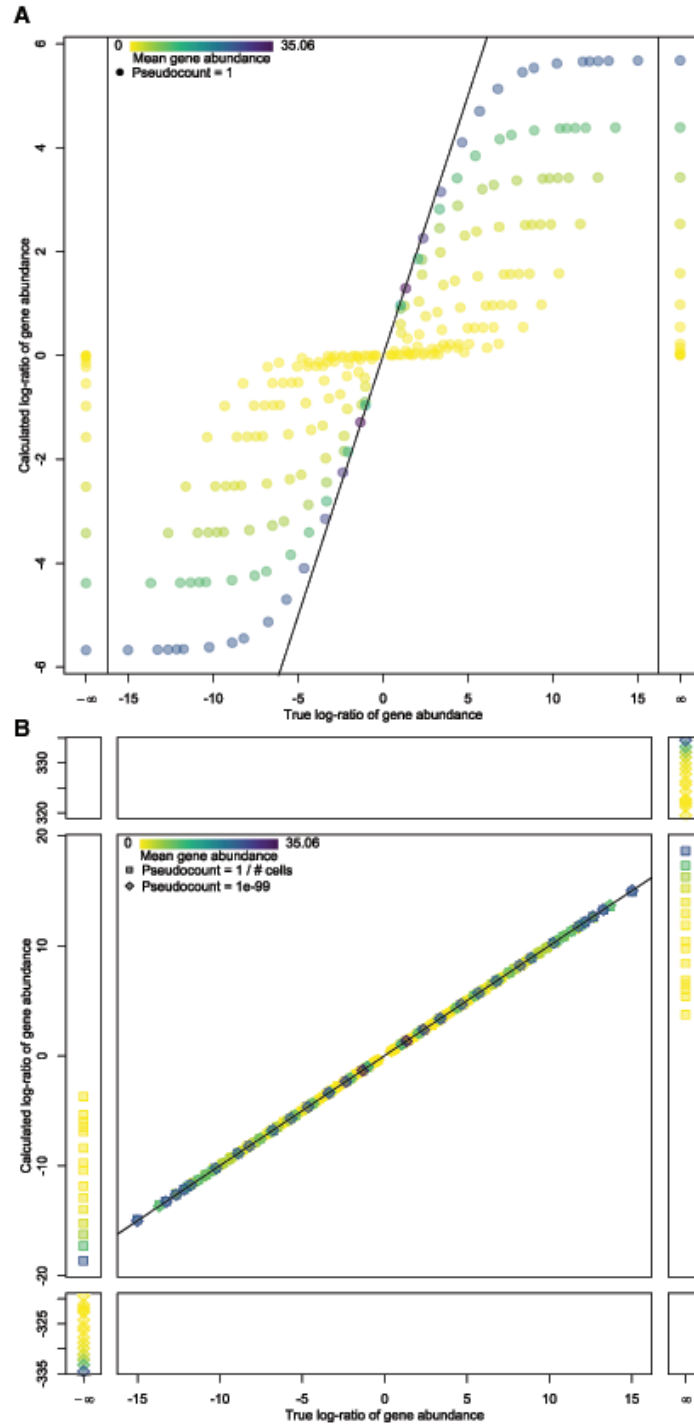 A
0 35.06
Mean gene abundance
Pseudocount = 1
Calculated log-ratio of gene abundance
6
4
2
0
-2
-4
-6
-∞ -15 -10 -5 0 5 10 15 ∞
True log-ratio of gene abundance
B
330
320
20
0 35.06
Mean gene abundance
Pseudocount = 1 / # cells
Pseudocount = 1e-99
Calculated log-ratio of gene abundance
10
0
-10
-20
-325
-335
-∞ -15 -10 -5 0 5 10 15 ∞
True log-ratio of gene abundance